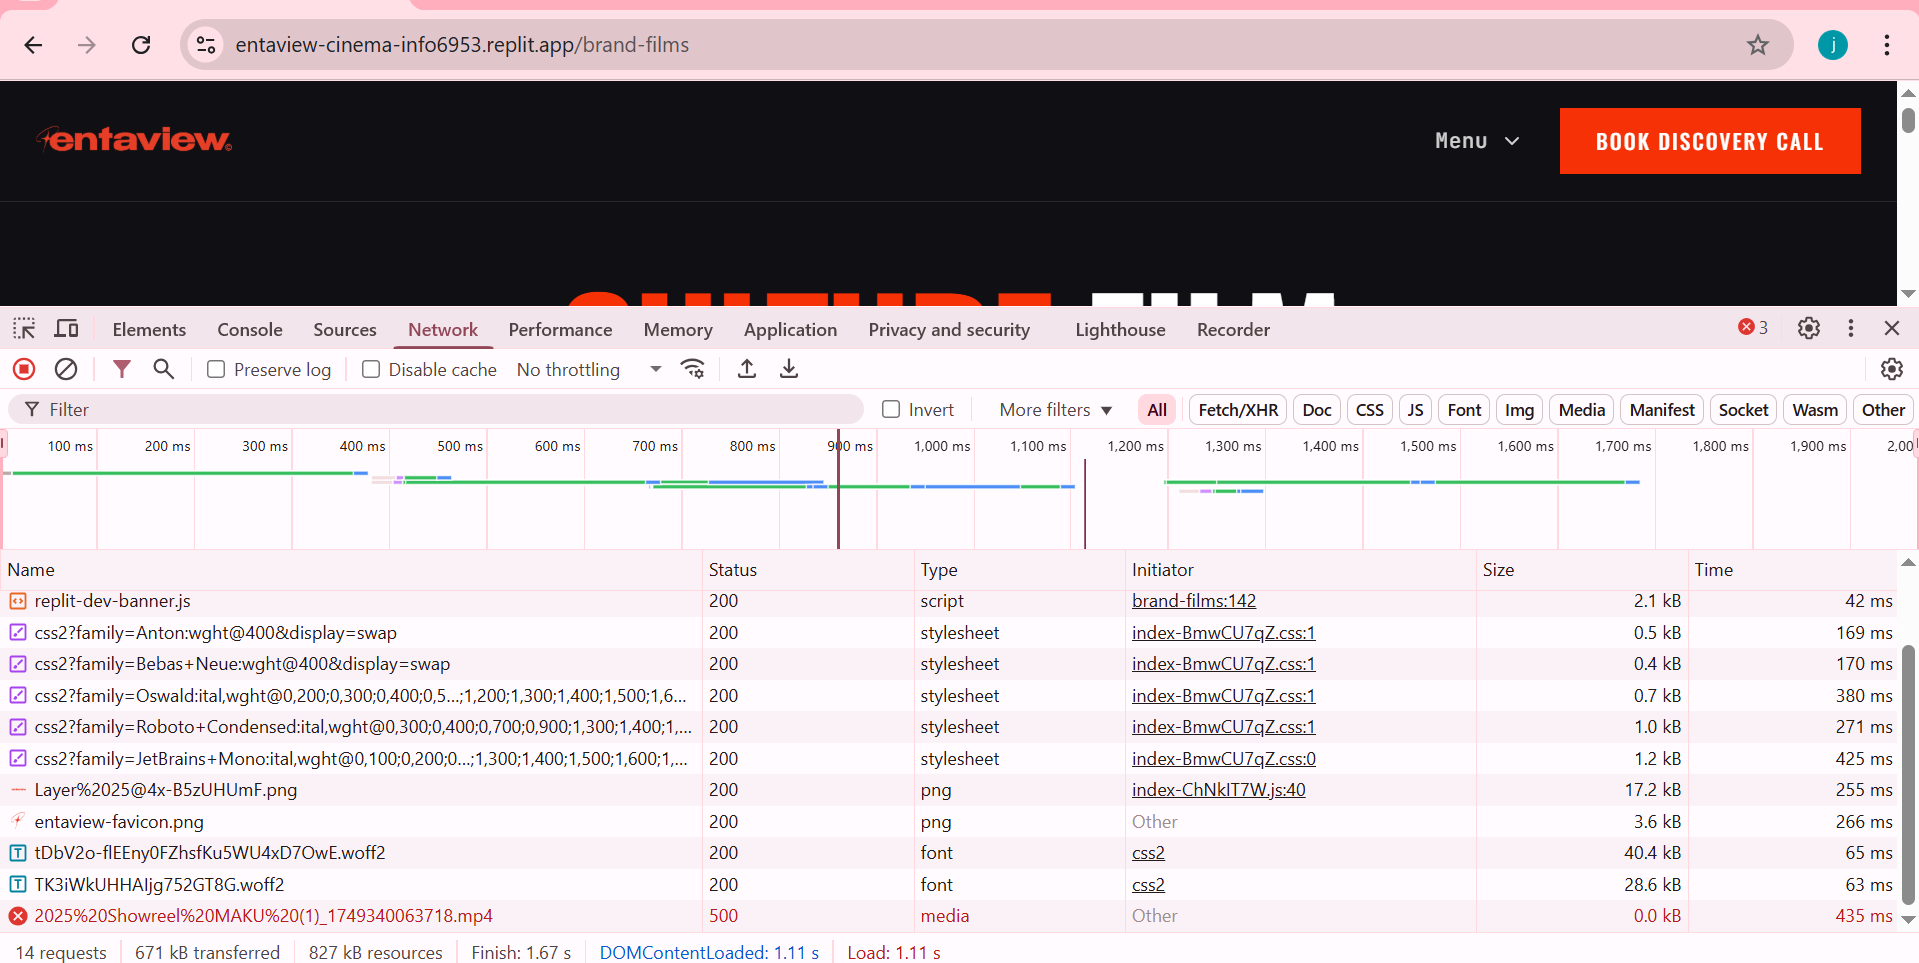 entaview-cinema-info6953.replit.app/brand-films
j
entaview.©
Menu
BOOK DISCOVERY CALL
CULTURE FILM
Elements Console Sources Network Performance Memory Application Privacy and security Lighthouse Recorder 3
Preserve log Disable cache No throttling
Filter Invert More filters All Fetch/XHR Doc CSS JS Font Img Media Manifest Socket Wasm Other
100 ms 200 ms 300 ms 400 ms 500 ms 600 ms 700 ms 800 ms 900 ms 1,000 ms 1,100 ms 1,200 ms 1,300 ms 1,400 ms 1,500 ms 1,600 ms 1,700 ms 1,800 ms 1,900 ms 2,00
Name Status Type Initiator Size Time
replit-dev-banner.js 200 script brand-films:142 2.1 kB 42 ms
css2?family=Anton:wght@400&display=swap 200 stylesheet index-BmwCU7qZ.css:1 0.5 kB 169 ms
css2?family=Bebas+Neue:wght@400&display=swap 200 stylesheet index-BmwCU7qZ.css:1 0.4 kB 170 ms
css2?family=Oswald:ital,wght@0,200;0,300;0,400;0,5...;1,200;1,300;1,400;1,500;1,6... 200 stylesheet index-BmwCU7qZ.css:1 0.7 kB 380 ms
css2?family=Roboto+Condensed:ital,wght@0,300;0,400;0,700;0,900;1,300;1,400;1,... 200 stylesheet index-BmwCU7qZ.css:1 1.0 kB 271 ms
css2?family=JetBrains+Mono:ital,wght@0,100;0,200;0...;1,300;1,400;1,500;1,600;1,... 200 stylesheet index-BmwCU7qZ.css:0 1.2 kB 425 ms
Layer%2025@4x-B5zUHUmF.png 200 png index-ChNkIT7W.js:40 17.2 kB 255 ms
entaview-favicon.png 200 png Other 3.6 kB 266 ms
tDbV2o-flEEny0FZhsfKu5WU4xD7OwE.woff2 200 font css2 40.4 kB 65 ms
TK3iWkUHHAIjg752GT8G.woff2 200 font css2 28.6 kB 63 ms
2025%20Showreel%20MAKU%20(1)_1749340063718.mp4 500 media Other 0.0 kB 435 ms
14 requests 671 kB transferred 827 kB resources Finish: 1.67 s DOMContentLoaded: 1.11 s Load: 1.11 s